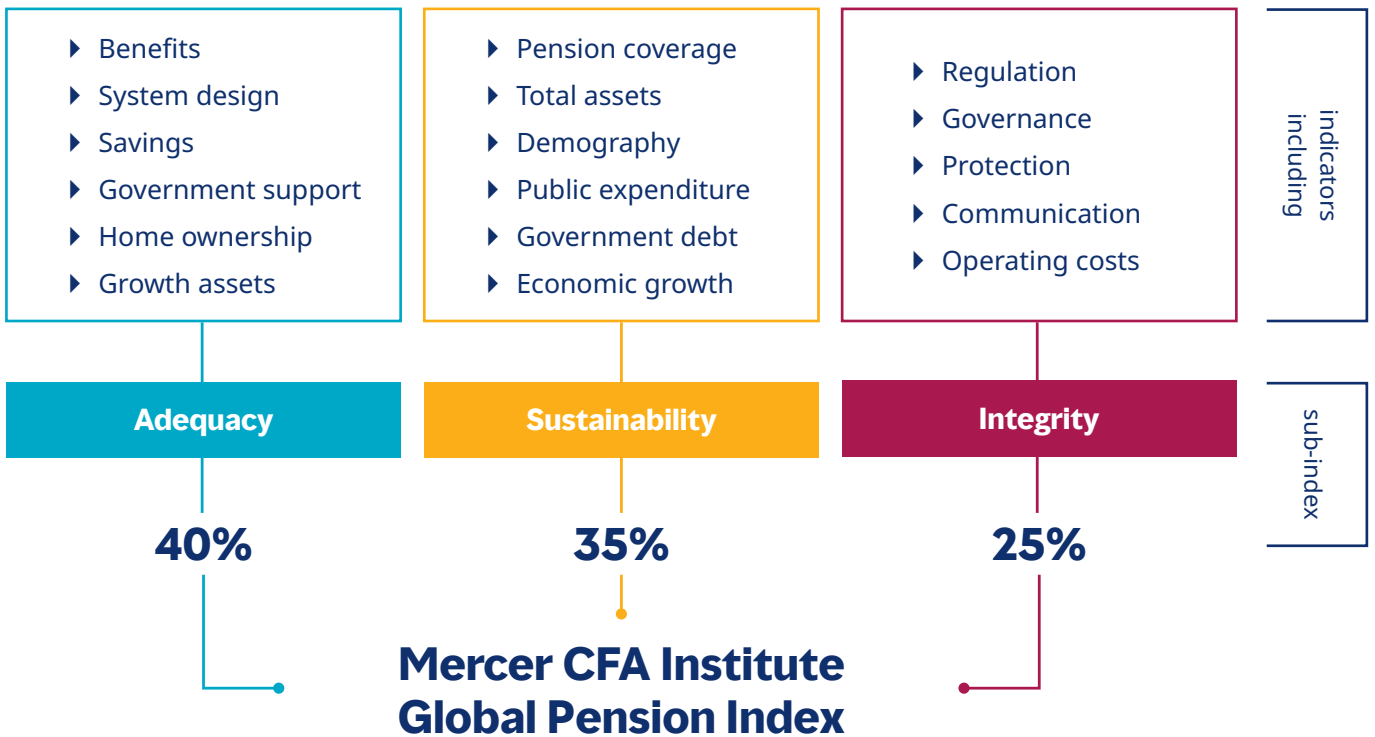 Benefits
System design
Savings
Government support
Home ownership
Growth assets
Pension coverage
Total assets
Demography
Public expenditure
Government debt
Economic growth
Regulation
Governance
Protection
Communication
Operating costs
indicators
including
Adequacy
Sustainability
Integrity
sub-index
40%
35%
25%
Mercer CFA Institute
Global Pension Index